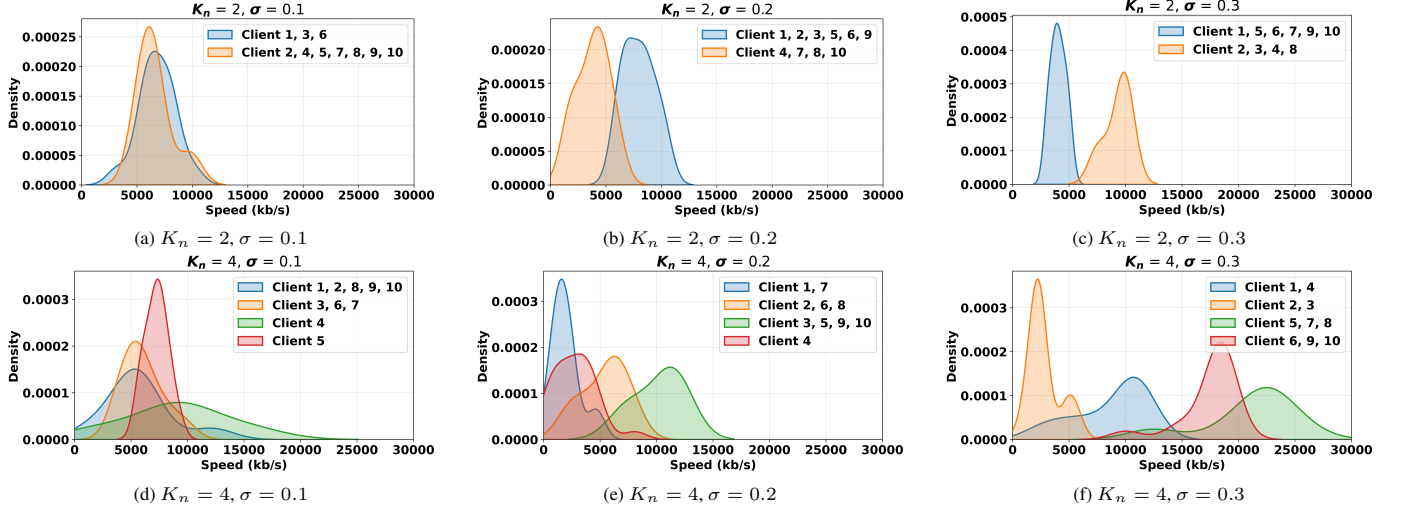 Kₙ = 2, σ = 0.1
Density
0.00025
0.00020
0.00015
0.00010
0.00005
0.00000
Client 1, 3, 6
Client 2, 4, 5, 7, 8, 9, 10
0 5000 10000 15000 20000 25000 30000
Speed (kb/s)
(a) Kₙ = 2, σ = 0.1
Kₙ = 2, σ = 0.2
Density
0.00020
0.00015
0.00010
0.00005
0.00000
Client 1, 2, 3, 5, 6, 9
Client 4, 7, 8, 10
0 5000 10000 15000 20000 25000 30000
Speed (kb/s)
(b) Kₙ = 2, σ = 0.2
Kₙ = 2, σ = 0.3
Density
0.0005
0.0004
0.0003
0.0002
0.0001
0.0000
Client 1, 5, 6, 7, 9, 10
Client 2, 3, 4, 8
0 5000 10000 15000 20000 25000 30000
Speed (kb/s)
(c) Kₙ = 2, σ = 0.3
Kₙ = 4, σ = 0.1
Density
0.0003
0.0002
0.0001
0.0000
Client 1, 2, 8, 9, 10
Client 3, 6, 7
Client 4
Client 5
0 5000 10000 15000 20000 25000 30000
Speed (kb/s)
(d) Kₙ = 4, σ = 0.1
Kₙ = 4, σ = 0.2
Density
0.0003
0.0002
0.0001
0.0000
Client 1, 7
Client 2, 6, 8
Client 3, 5, 9, 10
Client 4
0 5000 10000 15000 20000 25000 30000
Speed (kb/s)
(e) Kₙ = 4, σ = 0.2
Kₙ = 4, σ = 0.3
Density
0.0003
0.0002
0.0001
0.0000
Client 1, 4
Client 2, 3
Client 5, 7, 8
Client 6, 9, 10
0 5000 10000 15000 20000 25000 30000
Speed (kb/s)
(f) Kₙ = 4, σ = 0.3